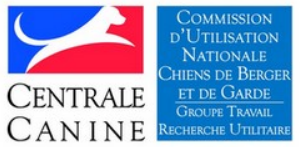 CENTRALE
CANINE
COMMISSION
D'UTILISATION
NATIONALE
CHIENS DE BERGER
ET DE GARDE
GROUPE TRAVAIL
RECHERCHE UTILITAIRE